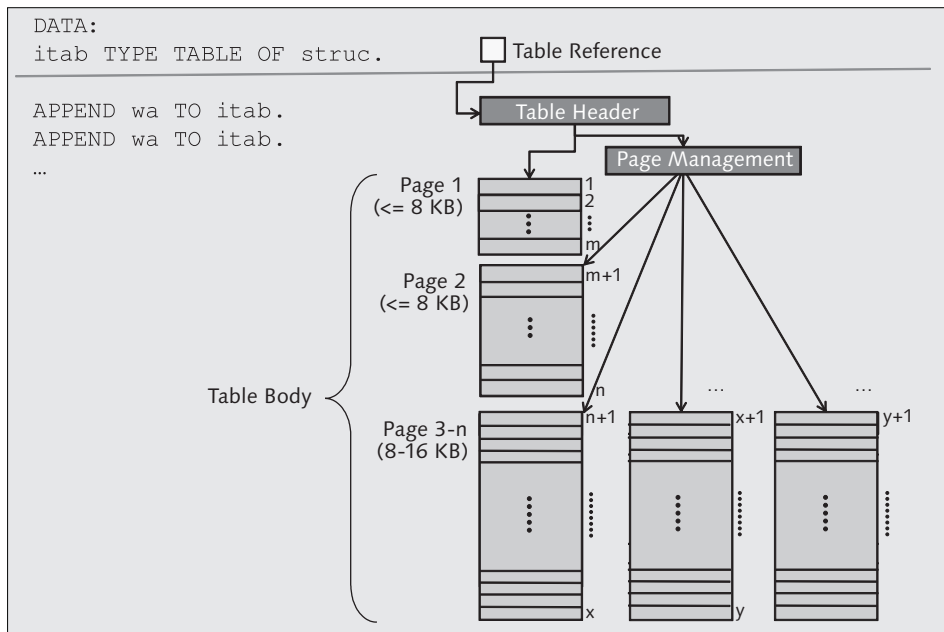 DATA:
itab TYPE TABLE OF struc.
Table Reference
APPEND wa TO itab.
APPEND wa TO itab.
…
Table Header
Page Management
Page 1
(<= 8 KB)
1
2
m
Page 2
(<= 8 KB)
m+1
n
Table Body
Page 3-n
(8-16 KB)
n+1
x
…
x+1
y
…
y+1